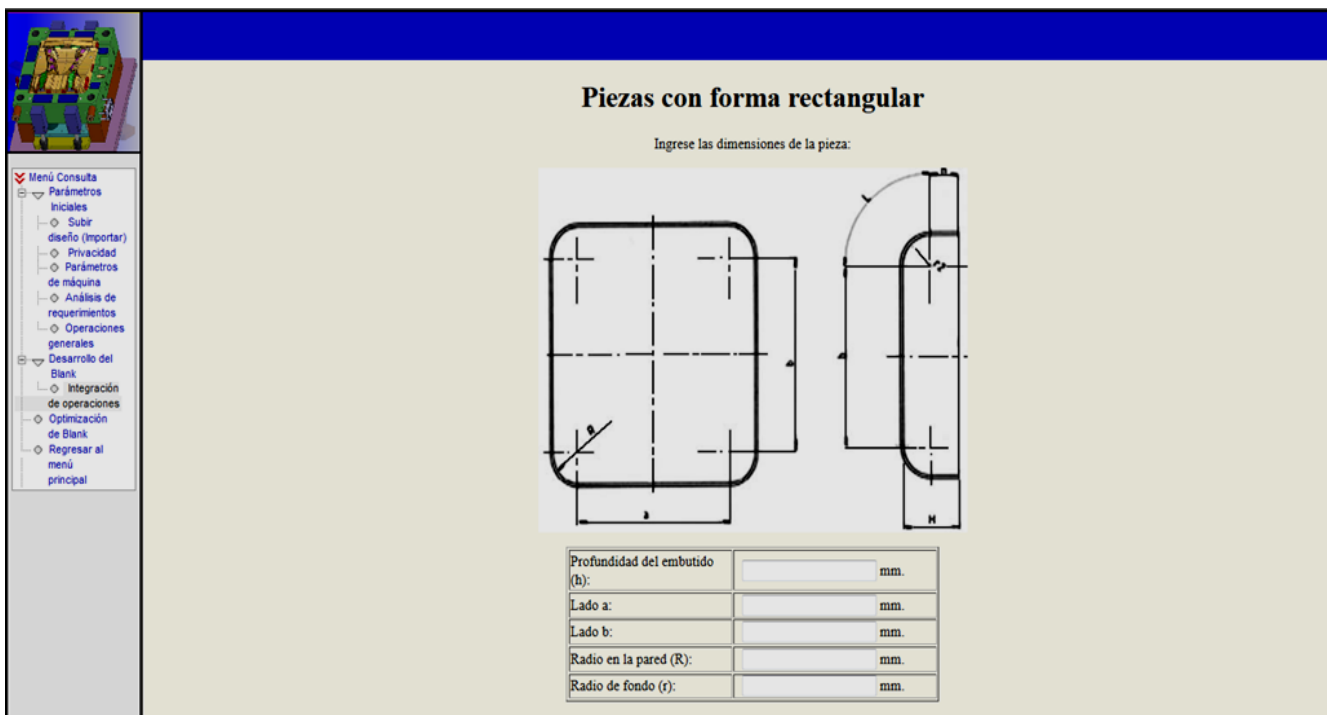 Menú Consulta
Parámetros
Iniciales
Subir
diseño (Importar)
Privacidad
Parámetros
de máquina
Análisis de
requerimientos
Operaciones
generales
Desarrollo del
Blank
Integración
de operaciones
Optimización
de Blank
Regresar al
menú
principal
Piezas con forma rectangular
Ingrese las dimensiones de la pieza:
L
R
a
H
Profundidad del embutido
(h):
mm.
Lado a:
mm.
Lado b:
mm.
Radio en la pared (R):
mm.
Radio de fondo (r):
mm.